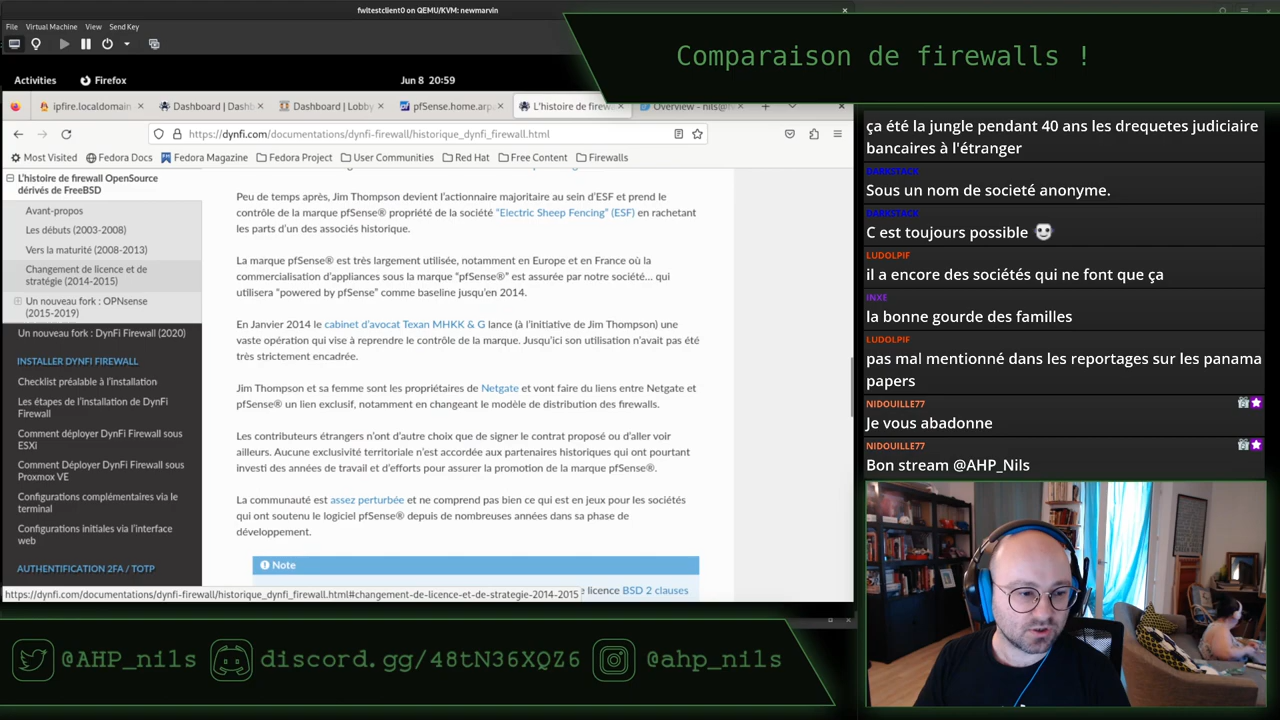 fwltestclient0 on QEMU/KVM: newmarvin
File Virtual Machine View Send Key
Comparaison de firewalls !
Activities Firefox Jun 8 20:59
ipfire.localdomain Dashboard | Dashb Dashboard | Lobby pfSense.home.arp L'histoire de firew Overview - nils@
https://dynfi.com/documentations/dynfi-firewall/historique_dynfi_firewall.html
Most Visited Fedora Docs Fedora Magazine Fedora Project User Communities Red Hat Free Content Firewalls
L'histoire de firewall OpenSource
dérivés de FreeBSD
Avant-propos
Les débuts (2003-2008)
Vers la maturité (2008-2013)
Changement de licence et de
stratégie (2014-2015)
Un nouveau fork : OPNsense
(2015-2019)
Un nouveau fork : DynFi Firewall (2020)
INSTALLER DYNFI FIREWALL
Checklist préalable à l'installation
Les étapes de l'installation de DynFi
Firewall
Comment déployer DynFi Firewall sous
ESXi
Comment Déployer DynFi Firewall sous
Proxmox VE
Configurations complémentaires via le
terminal
Configurations initiales via l'interface
web
AUTHENTIFICATION 2FA / TOTP
Peu de temps après, Jim Thompson devient l'actionnaire majoritaire au sein d'ESF et prend le
contrôle de la marque pfSense® propriété de la société “Electric Sheep Fencing” (ESF) en rachetant
les parts d'un des associés historique.
La marque pfSense® est très largement utilisée, notamment en Europe et en France où la
commercialisation d'appliances sous la marque “pfSense®” est assurée par notre société… qui
utilisera “powered by pfSense” comme baseline jusqu'en 2014.
En Janvier 2014 le cabinet d'avocat Texan MHKK & G lance (à l'initiative de Jim Thompson) une
vaste opération qui vise à reprendre le contrôle de la marque. Jusqu'ici son utilisation n'avait pas été
très strictement encadrée.
Jim Thompson et sa femme sont les propriétaires de Netgate et vont faire du liens entre Netgate et
pfSense® un lien exclusif, notamment en changeant le modèle de distribution des firewalls.
Les contributeurs étrangers n'ont d'autre choix que de signer le contrat proposé ou d'aller voir
ailleurs. Aucune exclusivité territoriale n'est accordée aux partenaires historiques qui ont pourtant
investi des années de travail et d'efforts pour assurer la promotion de la marque pfSense®.
La communauté est assez perturbée et ne comprend pas bien ce qui est en jeux pour les sociétés
qui ont soutenu le logiciel pfSense® depuis de nombreuses années dans sa phase de
développement.
Note
e licence BSD 2 clauses
https://dynfi.com/documentations/dynfi-firewall/historique_dynfi_firewall.html#changement-de-licence-et-de-strategie-2014-2015
ça été la jungle pendant 40 ans les drequetes judiciaire
bancaires à l'étranger
DARKSTACK
Sous un nom de societé anonyme.
DARKSTACK
C est toujours possible
LUDOLPIF
il a encore des sociétés qui ne font que ça
INXE
la bonne gourde des familles
LUDOLPIF
pas mal mentionné dans les reportages sur les panama
papers
NIDOUILLE77
Je vous abadonne
NIDOUILLE77
Bon stream @AHP_Nils
@AHP_nils discord.gg/48tN36XQZ6 @ahp_nils